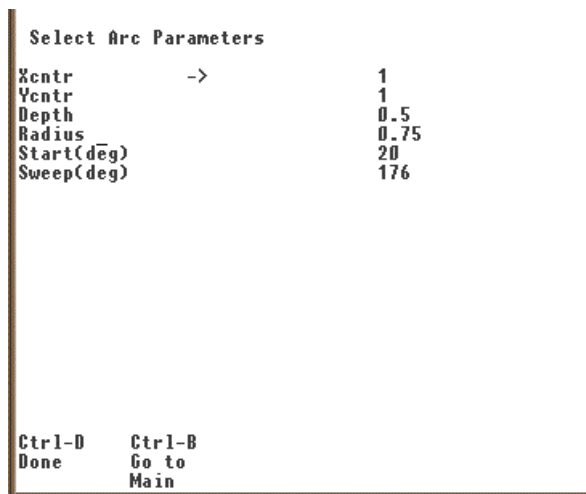 Select Arc Parameters
Xcntr -> 1
Ycntr 1
Depth 0.5
Radius 0.75
Start(deg) 20
Sweep(deg) 176
Ctrl-D Ctrl-B
Done Go to
Main